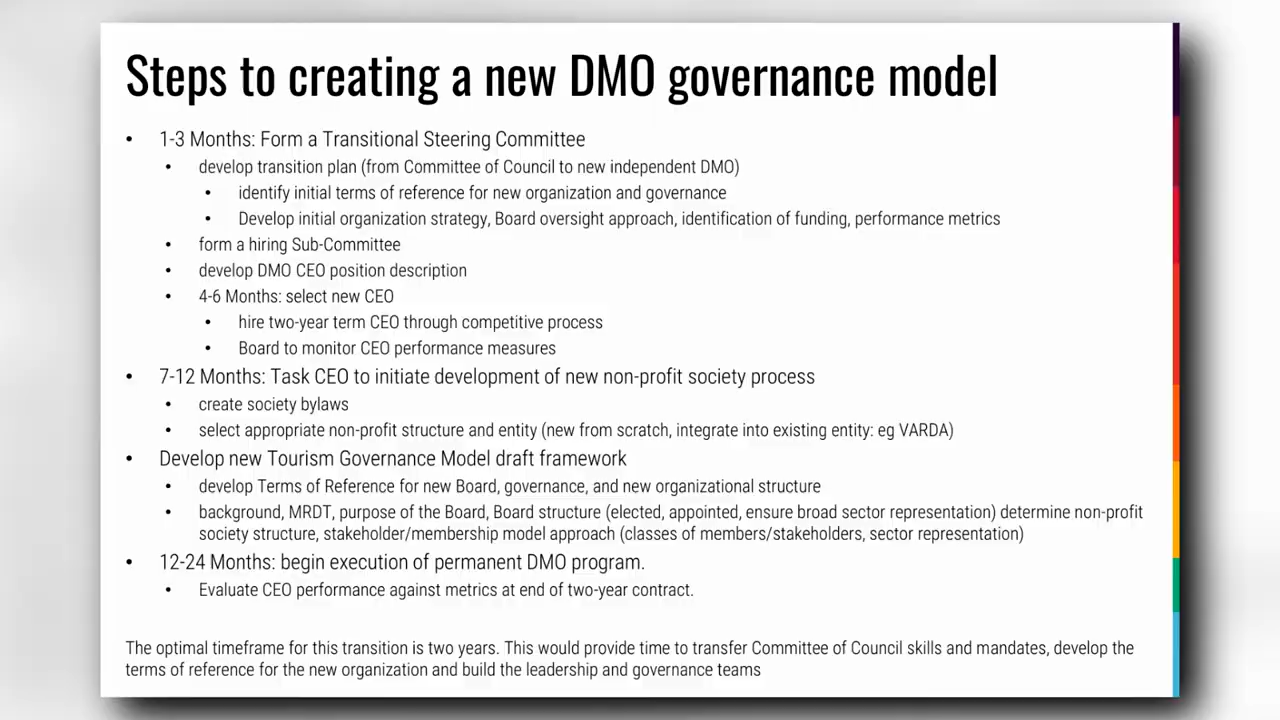 Steps to creating a new DMO governance model
• 1-3 Months: Form a Transitional Steering Committee
• develop transition plan (from Committee of Council to new independent DMO)
• identify initial terms of reference for new organization and governance
• Develop initial organization strategy, Board oversight approach, identification of funding, performance metrics
• form a hiring Sub-Committee
• develop DMO CEO position description
• 4-6 Months: select new CEO
• hire two-year term CEO through competitive process
• Board to monitor CEO performance measures
• 7-12 Months: Task CEO to initiate development of new non-profit society process
• create society bylaws
• select appropriate non-profit structure and entity (new from scratch, integrate into existing entity: eg VARDA)
• Develop new Tourism Governance Model draft framework
• develop Terms of Reference for new Board, governance, and new organizational structure
• background, MRDT, purpose of the Board, Board structure (elected, appointed, ensure broad sector representation) determine non-profit
society structure, stakeholder/membership model approach (classes of members/stakeholders, sector representation)
• 12-24 Months: begin execution of permanent DMO program.
• Evaluate CEO performance against metrics at end of two-year contract.
The optimal timeframe for this transition is two years. This would provide time to transfer Committee of Council skills and mandates, develop the
terms of reference for the new organization and build the leadership and governance teams